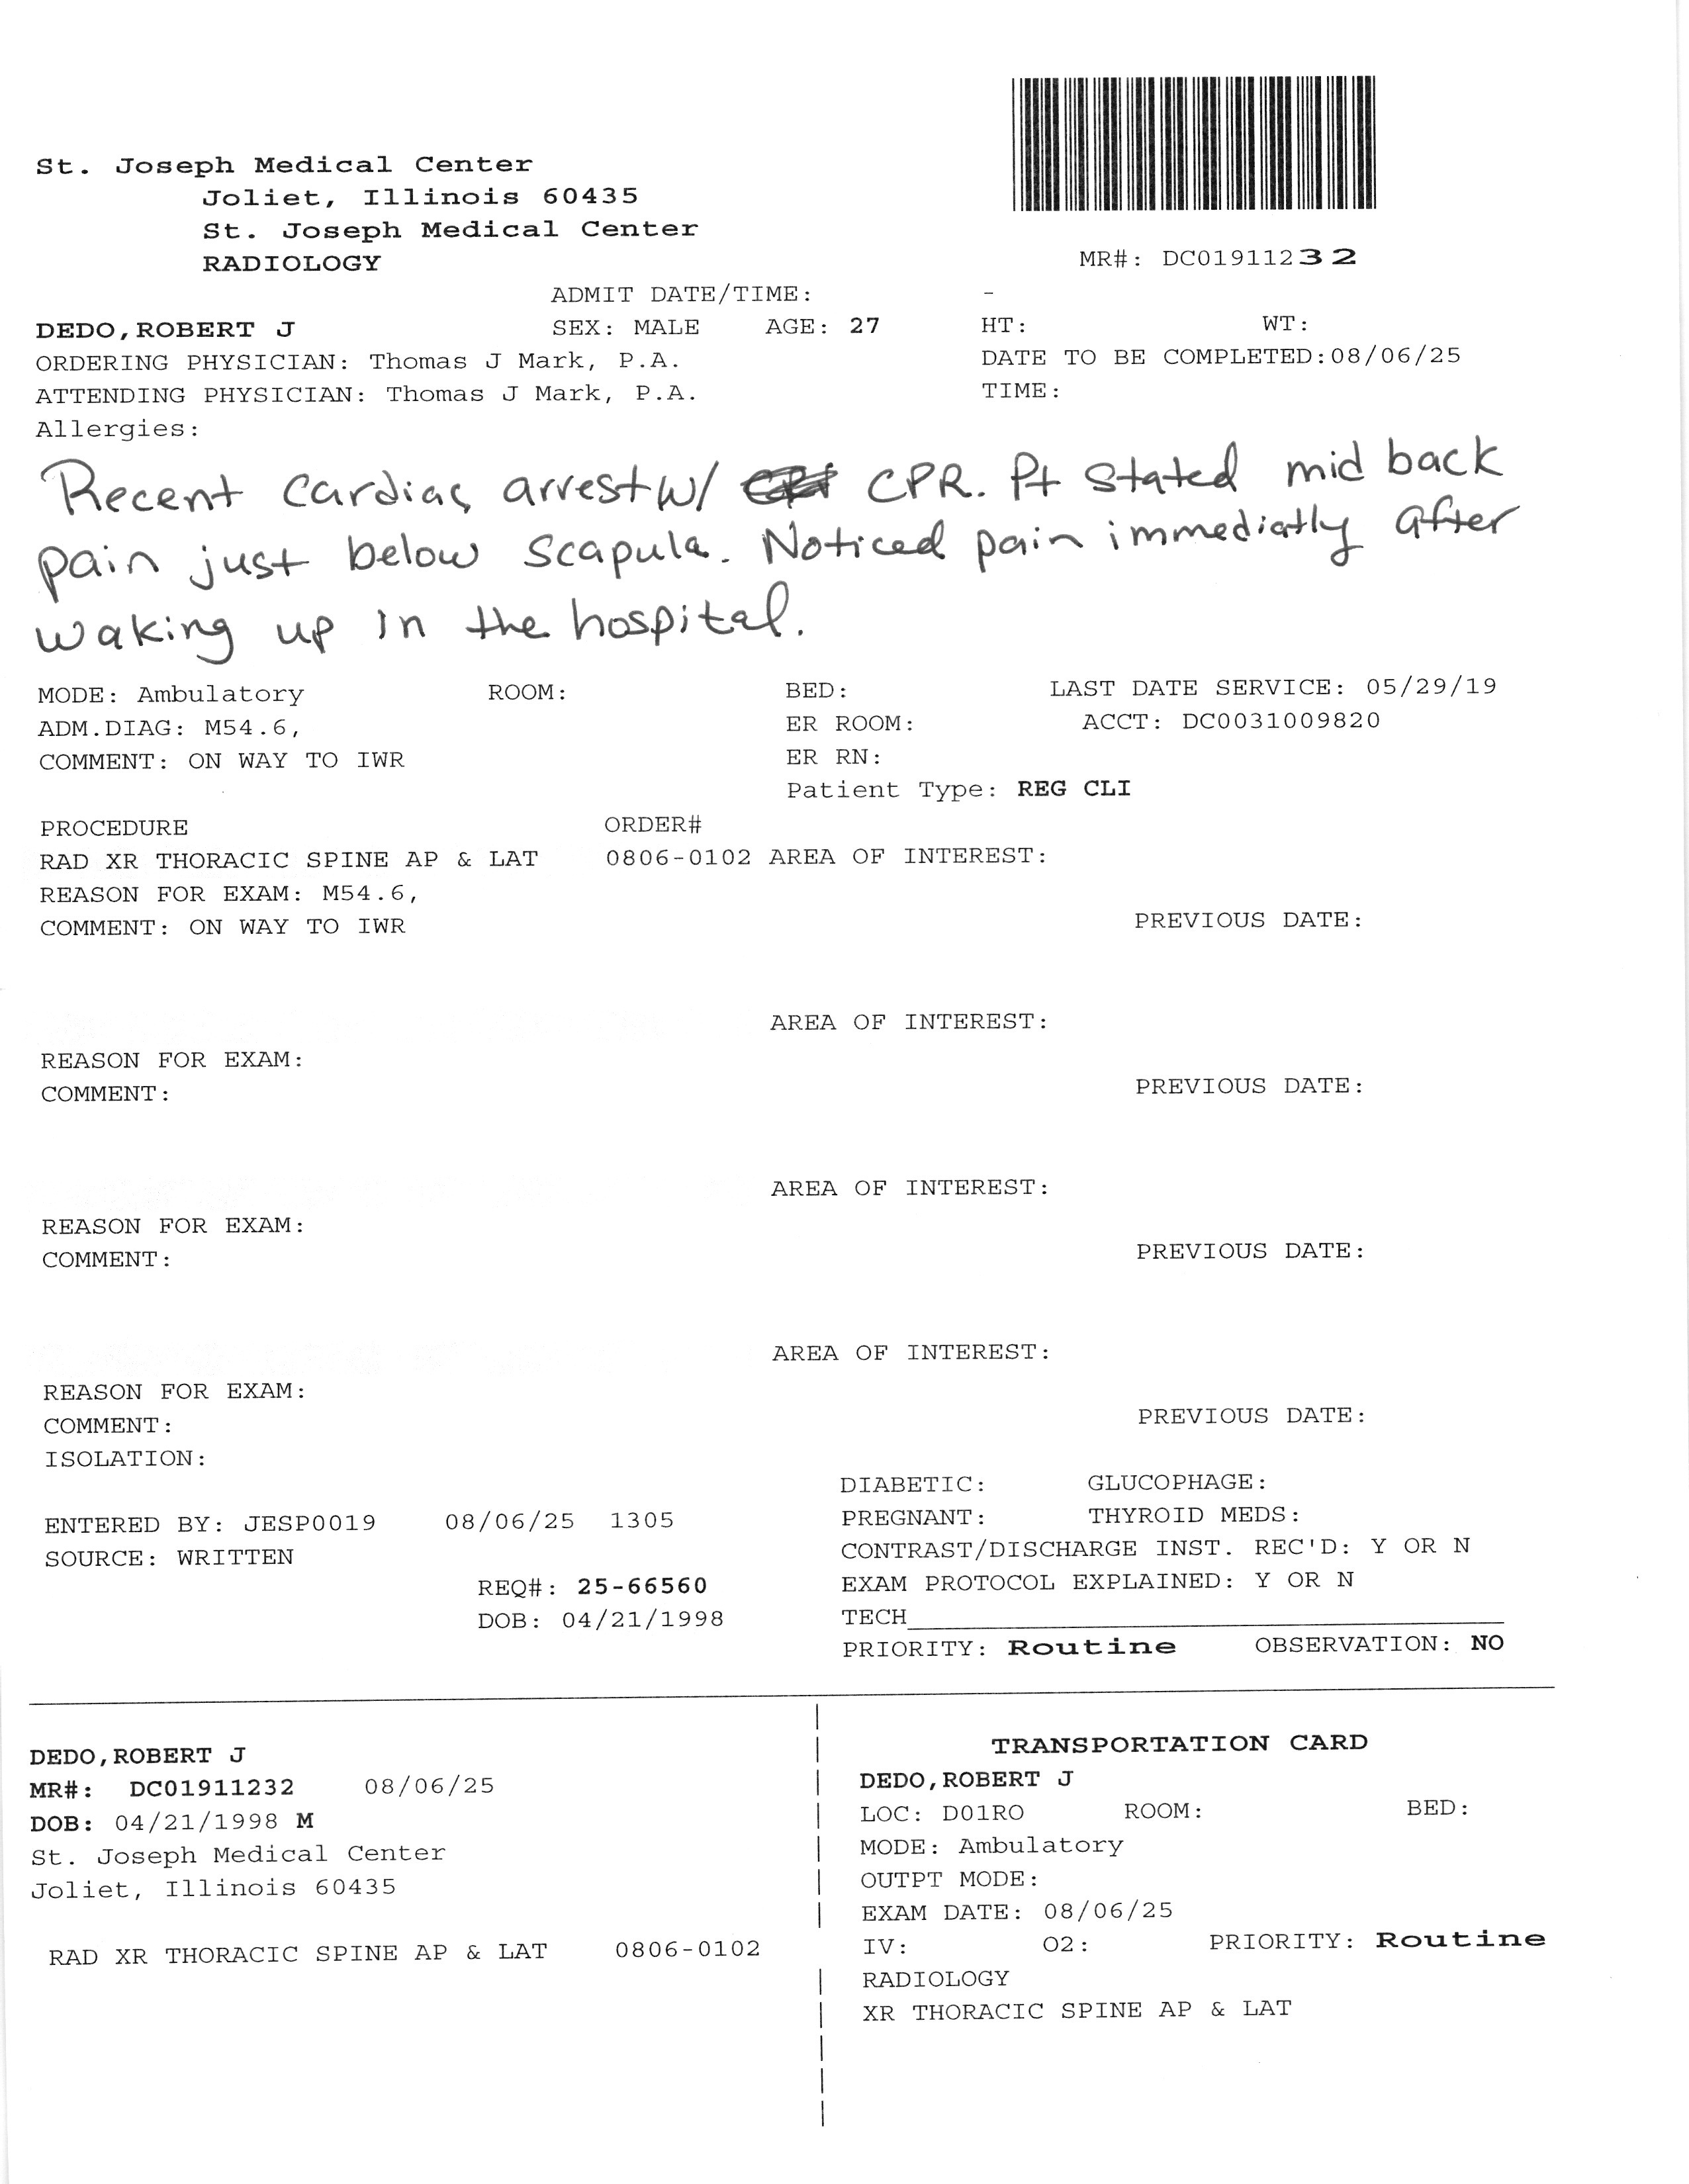 St. Joseph Medical Center
Joliet, Illinois 60435
St. Joseph Medical Center
RADIOLOGY
MR#: DC01911232
ADMIT DATE/TIME: -
DEDO,ROBERT J SEX: MALE AGE: 27 HT: WT:
ORDERING PHYSICIAN: Thomas J Mark, P.A. DATE TO BE COMPLETED:08/06/25
ATTENDING PHYSICIAN: Thomas J Mark, P.A. TIME:
Allergies:
Recent cardiac arrest w/ CPR. Pt stated mid back
pain just below scapula. Noticed pain immediatly after
waking up in the hospital.
MODE: Ambulatory ROOM: BED: LAST DATE SERVICE: 05/29/19
ADM.DIAG: M54.6, ER ROOM: ACCT: DC0031009820
COMMENT: ON WAY TO IWR ER RN:
Patient Type: REG CLI
PROCEDURE ORDER#
RAD XR THORACIC SPINE AP & LAT 0806-0102 AREA OF INTEREST:
REASON FOR EXAM: M54.6,
COMMENT: ON WAY TO IWR PREVIOUS DATE:
AREA OF INTEREST:
REASON FOR EXAM:
COMMENT: PREVIOUS DATE:
AREA OF INTEREST:
REASON FOR EXAM:
COMMENT: PREVIOUS DATE:
AREA OF INTEREST:
REASON FOR EXAM:
COMMENT: PREVIOUS DATE:
ISOLATION:
DIABETIC: GLUCOPHAGE:
ENTERED BY: JESP0019 08/06/25 1305 PREGNANT: THYROID MEDS:
SOURCE: WRITTEN CONTRAST/DISCHARGE INST. REC'D: Y OR N
REQ#: 25-66560 EXAM PROTOCOL EXPLAINED: Y OR N
DOB: 04/21/1998 TECH
PRIORITY: Routine OBSERVATION: NO
DEDO,ROBERT J
MR#: DC01911232 08/06/25
DOB: 04/21/1998 M
St. Joseph Medical Center
Joliet, Illinois 60435
RAD XR THORACIC SPINE AP & LAT 0806-0102
TRANSPORTATION CARD
DEDO,ROBERT J
LOC: D01RO ROOM: BED:
MODE: Ambulatory
OUTPT MODE:
EXAM DATE: 08/06/25
IV: O2: PRIORITY: Routine
RADIOLOGY
XR THORACIC SPINE AP & LAT